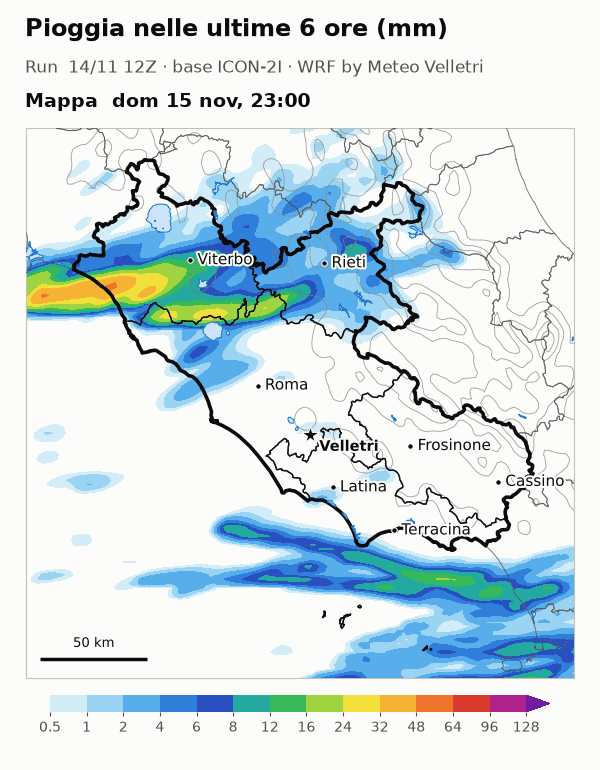 Pioggia nelle ultime 6 ore (mm)
Run  14/11 12Z · base ICON-2I · WRF by Meteo Velletri
Mappa  dom 15 nov, 23:00
Viterbo
Rieti
Roma
Velletri
Frosinone
Cassino
Latina
Terracina
50 km
0.5 1 2 4 6 8 12 16 24 32 48 64 96 128